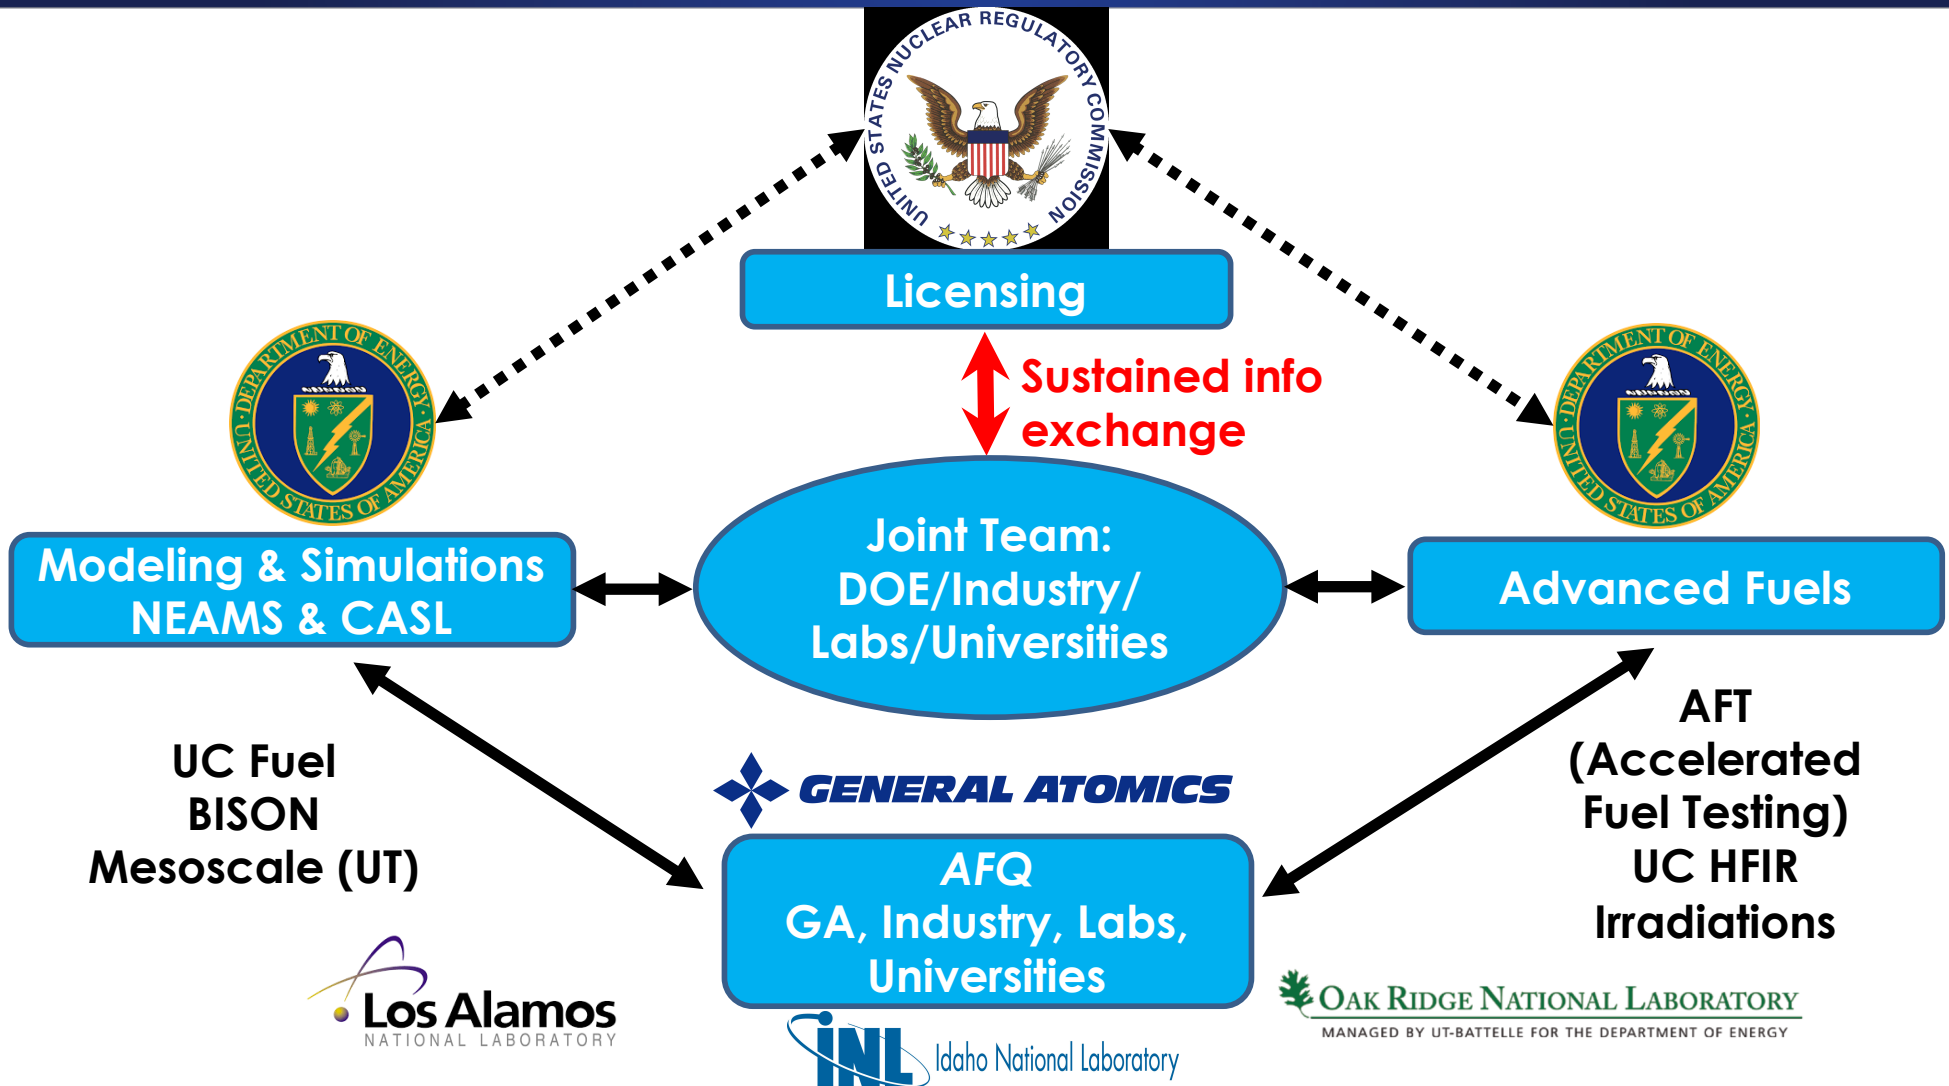 UNITED STATES NUCLEAR REGULATORY COMMISSION
Licensing
Sustained info
exchange
DEPARTMENT OF ENERGY
UNITED STATES OF AMERICA
DEPARTMENT OF ENERGY
UNITED STATES OF AMERICA
Modeling & Simulations
NEAMS & CASL
Joint Team:
DOE/Industry/
Labs/Universities
Advanced Fuels
UC Fuel
BISON
Mesoscale (UT)
AFT
(Accelerated
Fuel Testing)
UC HFIR
Irradiations
GENERAL ATOMICS
AFQ
GA, Industry, Labs,
Universities
Los Alamos
NATIONAL LABORATORY
INL Idaho National Laboratory
OAK RIDGE NATIONAL LABORATORY
MANAGED BY UT-BATTELLE FOR THE DEPARTMENT OF ENERGY